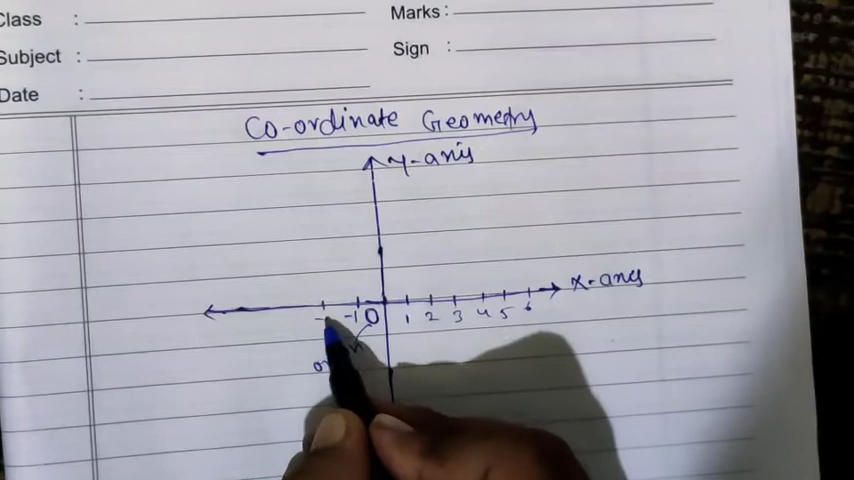 Class : Marks :
Subject : Sign :
Date :
Co-ordinate Geometry
Y-axis
X-axis
-1 0 1 2 3 4 5 6